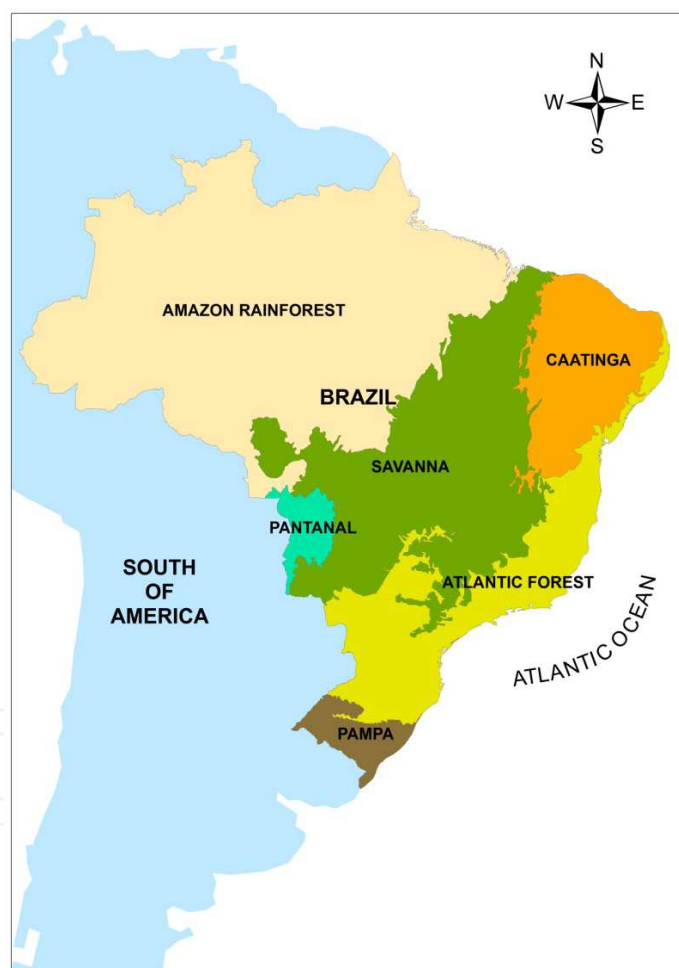 N
W E
S
AMAZON RAINFOREST
CAATINGA
BRAZIL
SAVANNA
PANTANAL
SOUTH
OF
AMERICA
ATLANTIC FOREST
ATLANTIC OCEAN
PAMPA